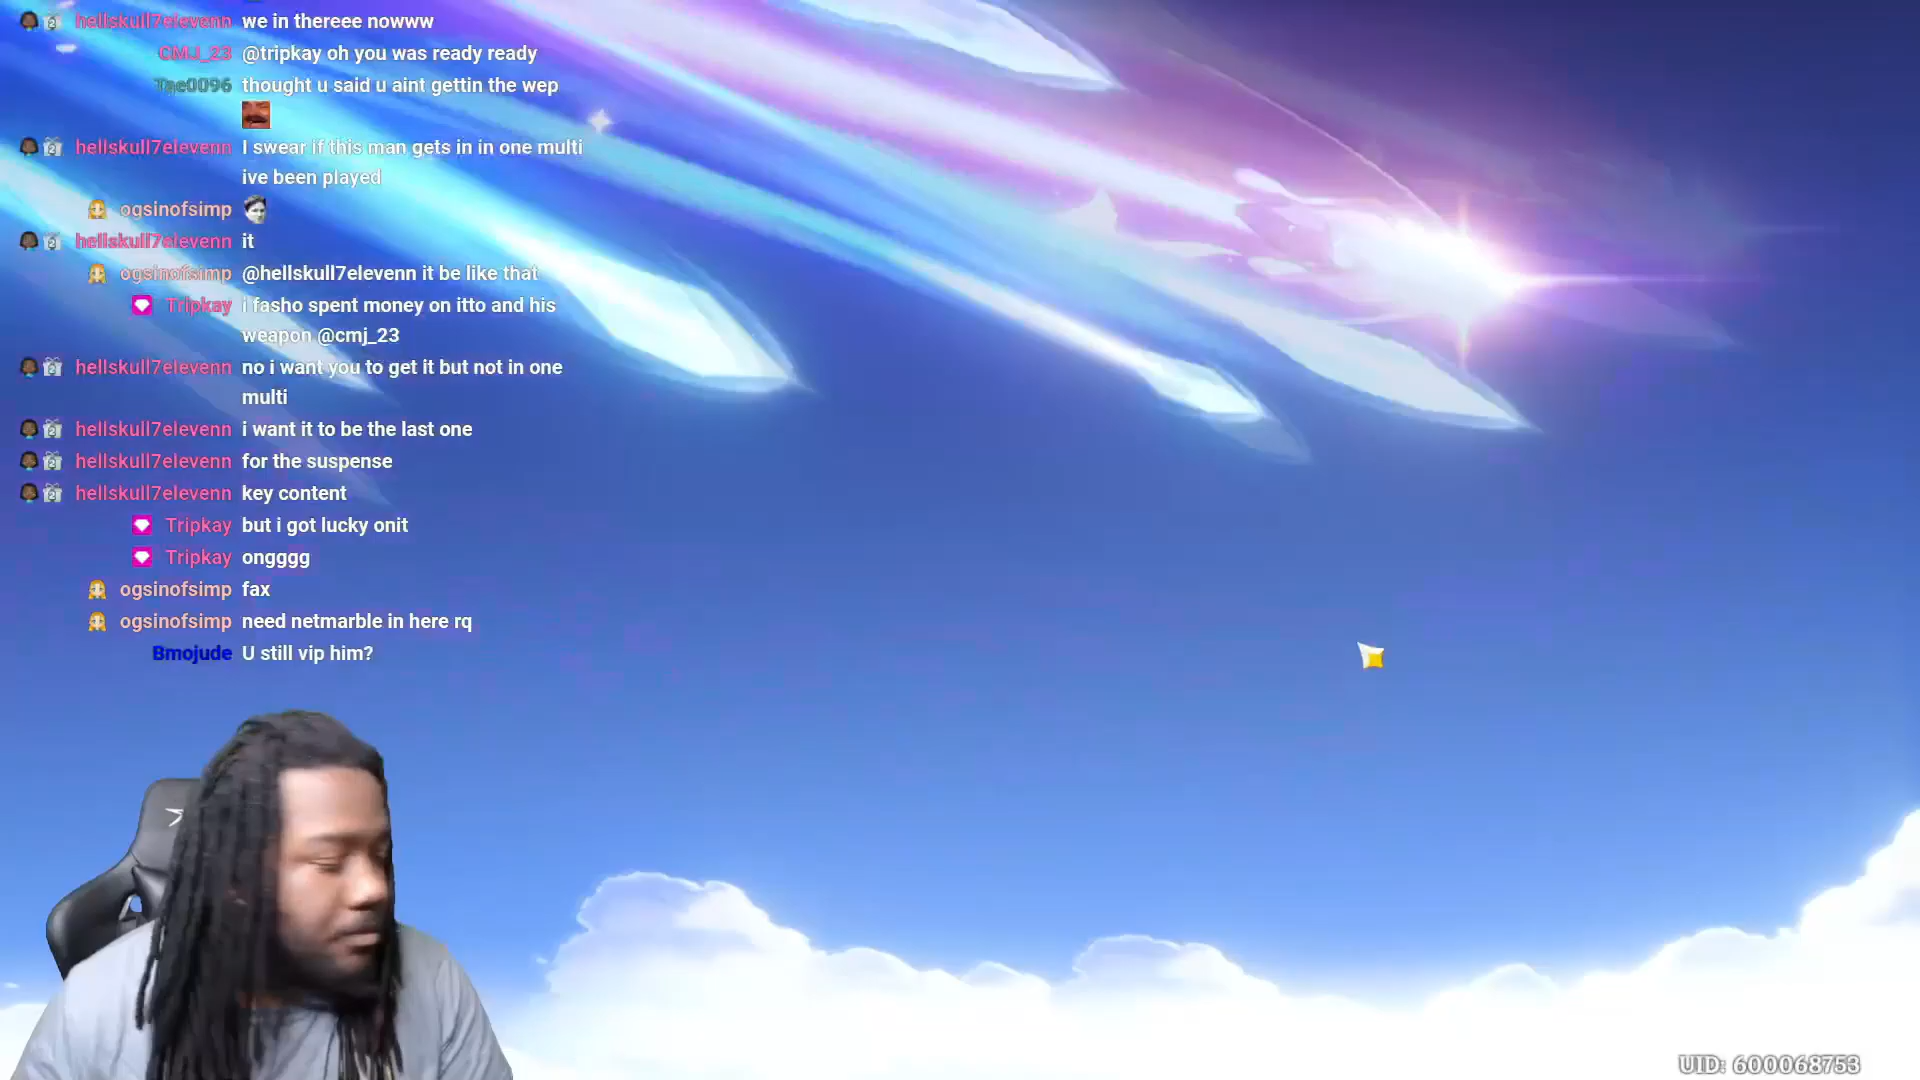 hellskull7elevenn we in thereee nowww
CMJ_23 @tripkay oh you was ready ready
Tae0096 thought u said u aint gettin the wep
hellskull7elevenn I swear if this man gets in in one multi
ive been played
ogsinofsimp
hellskull7elevenn it
ogsinofsimp @hellskull7elevenn it be like that
Tripkay i fasho spent money on itto and his
weapon @cmj_23
hellskull7elevenn no i want you to get it but not in one
multi
hellskull7elevenn i want it to be the last one
hellskull7elevenn for the suspense
hellskull7elevenn key content
Tripkay but i got lucky onit
Tripkay ongggg
ogsinofsimp fax
ogsinofsimp need netmarble in here rq
Bmojude U still vip him?
UID: 600068753